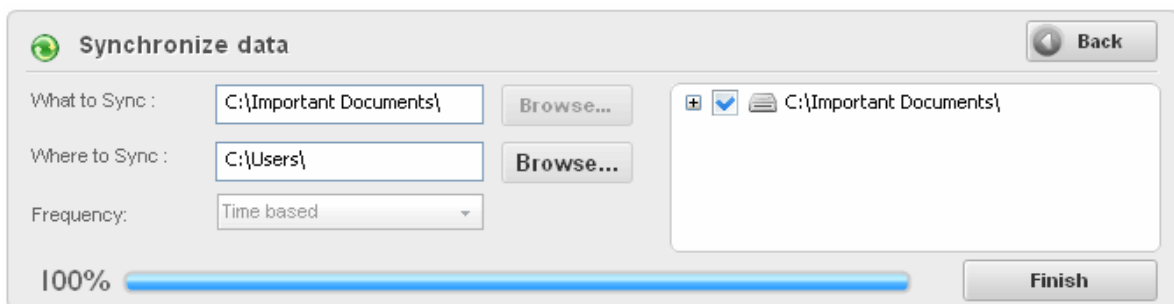 Synchronize data
Back
What to Sync :
C:\Important Documents\
Browse...
C:\Important Documents\
Where to Sync :
C:\Users\
Browse...
Frequency:
Time based
100%
Finish